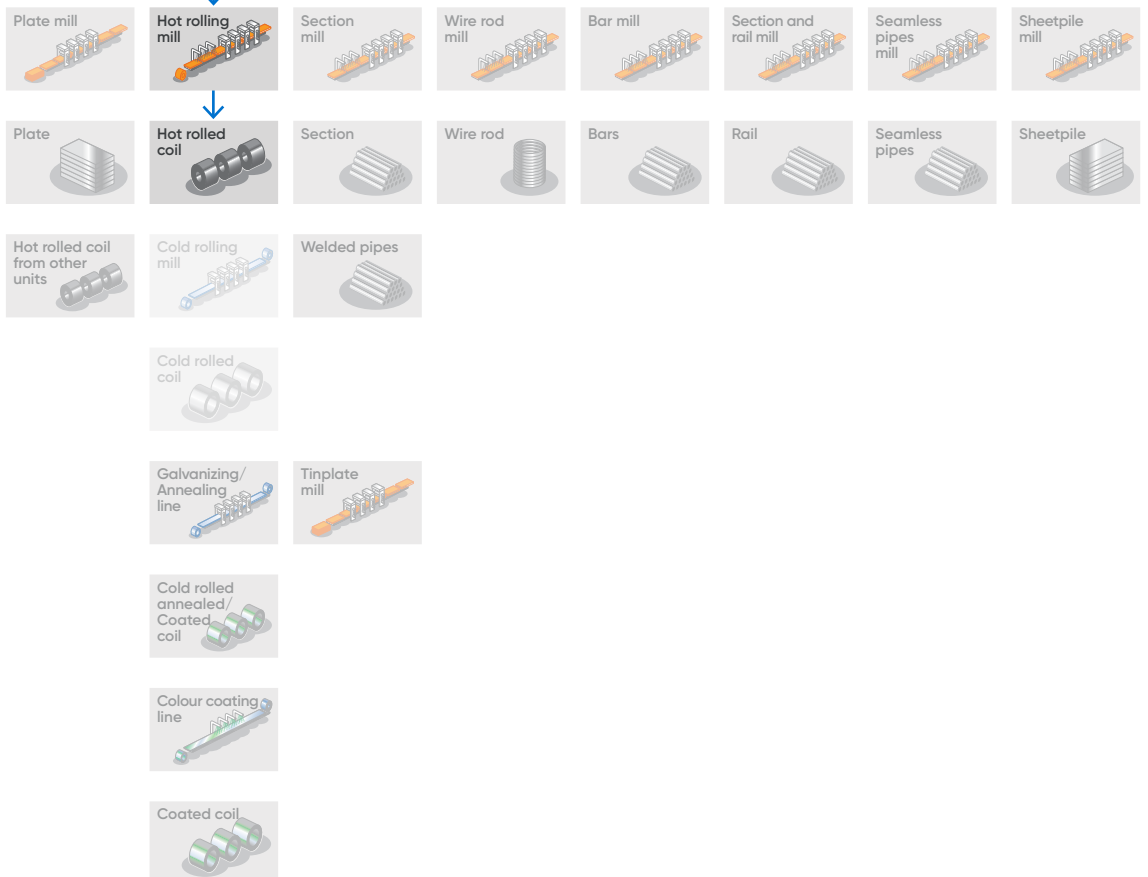 Plate mill
Hot rolling
mill
Section
mill
Wire rod
mill
Bar mill
Section and
rail mill
Seamless
pipes
mill
Sheetpile
mill
Plate
Hot rolled
coil
Section
Wire rod
Bars
Rail
Seamless
pipes
Sheetpile
Hot rolled coil
from other
units
Cold rolling
mill
Welded pipes
Cold rolled
coil
Galvanizing/
Annealing
line
Tinplate
mill
Cold rolled
annealed/
Coated
coil
Colour coating
line
Coated coil